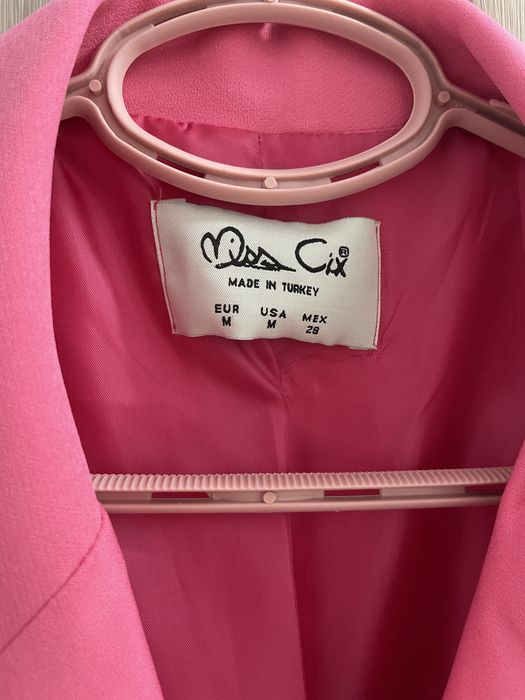 Miss Cix®
MADE IN TURKEY
EUR USA MEX
M M 28